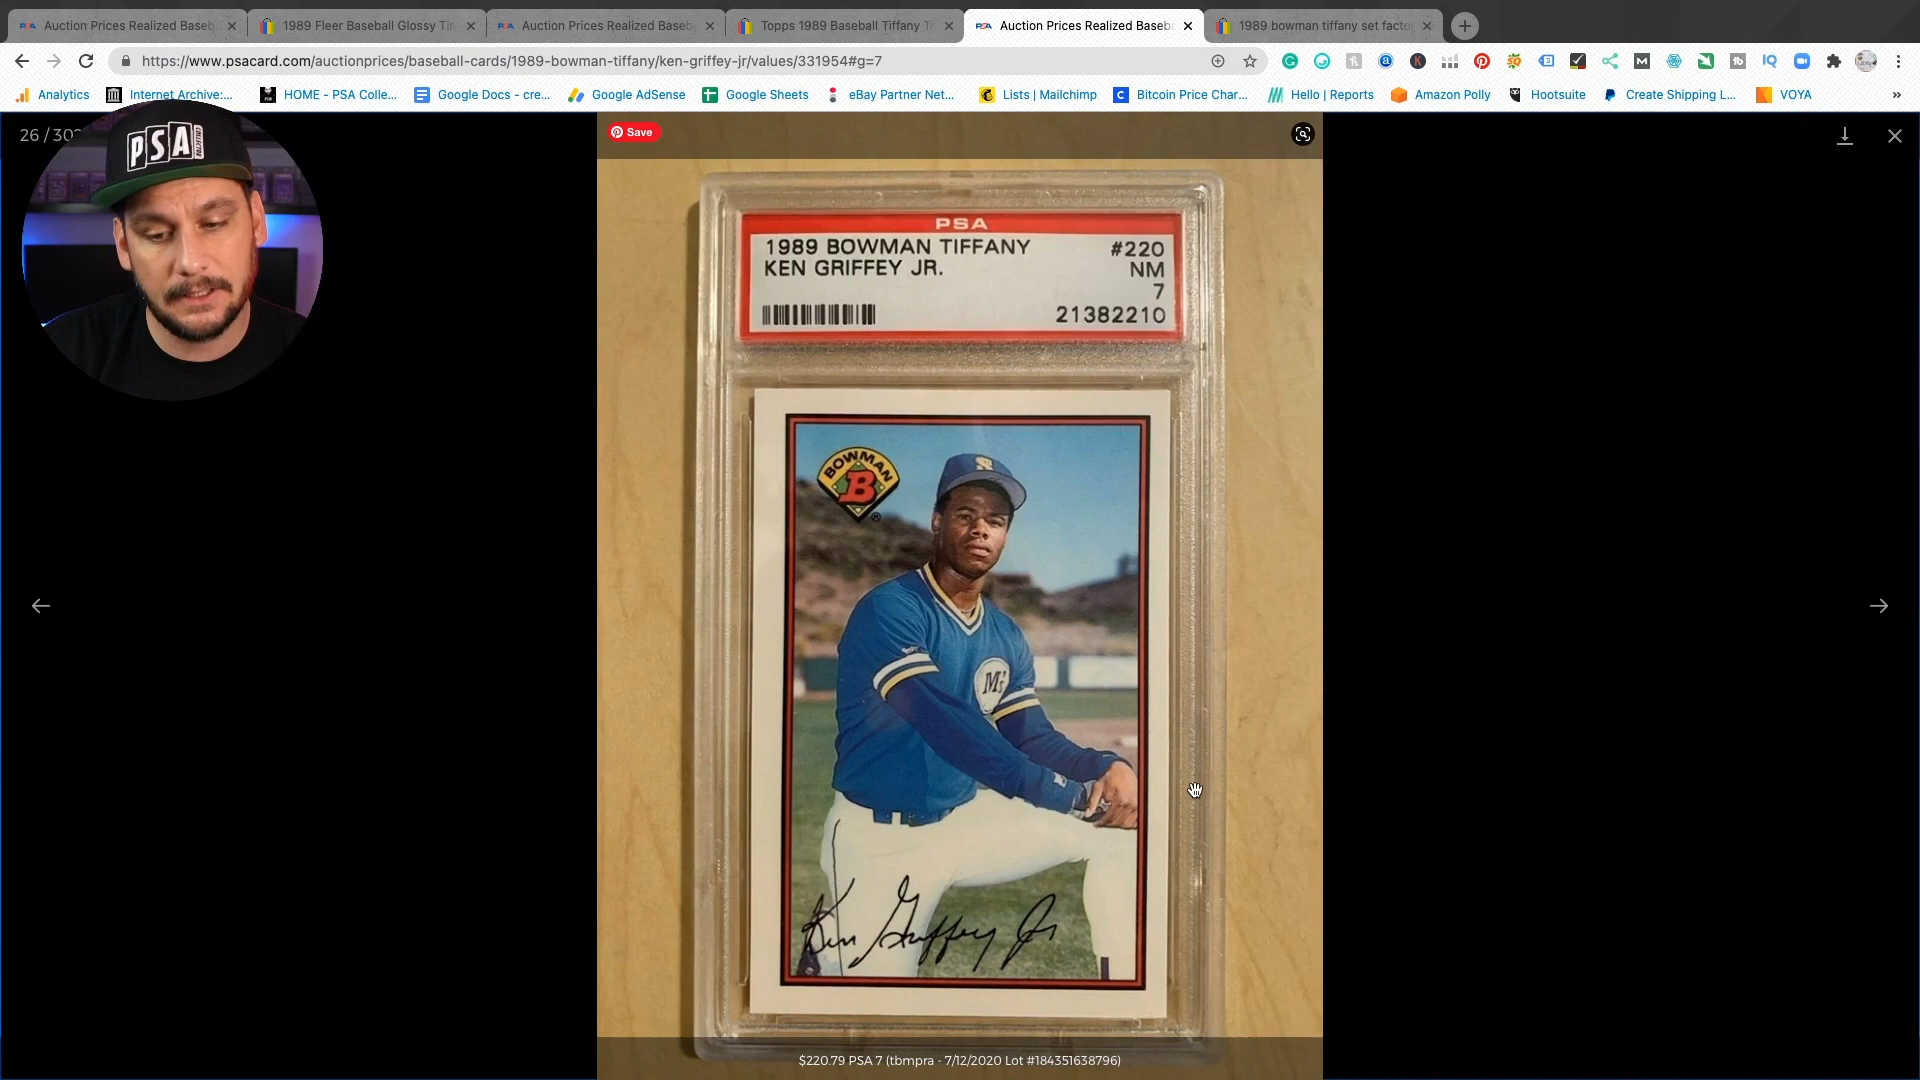 Auction Prices Realized Baseb
1989 Fleer Baseball Glossy Tin
Auction Prices Realized Baseb
Topps 1989 Baseball Tiffany Tr
Auction Prices Realized Baseba
1989 bowman tiffany set facto
https://www.psacard.com/auctionprices/baseball-cards/1989-bowman-tiffany/ken-griffey-jr/values/331954#g=7
Analytics
Internet Archive:...
HOME - PSA Colle...
Google Docs - cre...
Google AdSense
Google Sheets
eBay Partner Net...
Lists | Mailchimp
Bitcoin Price Char...
Hello | Reports
Amazon Polly
Hootsuite
Create Shipping L...
VOYA
»
26 / 302
Save
PSA
PSA
1989 BOWMAN TIFFANY #220
KEN GRIFFEY JR. NM
7
21382210
BOWMAN
B
S
M's
Ken Griffey Jr
$220.79 PSA 7 (tbmpra - 7/12/2020 Lot #184351638796)